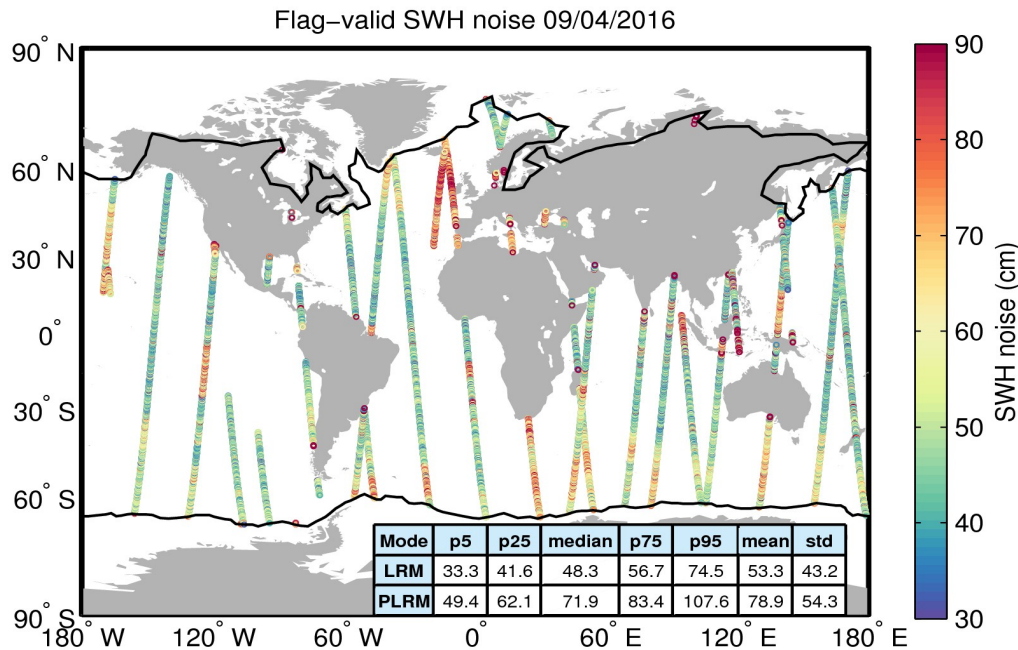 Flag–valid SWH noise 09/04/2016
90° N
60° N
30° N
0°
30° S
60° S
90° S
180° W
120° W
60° W
0°
60° E
120° E
180° E
90
80
70
60
50
40
30
SWH noise (cm)
Mode p5 p25 median p75 p95 mean std
LRM 33.3 41.6 48.3 56.7 74.5 53.3 43.2
PLRM 49.4 62.1 71.9 83.4 107.6 78.9 54.3